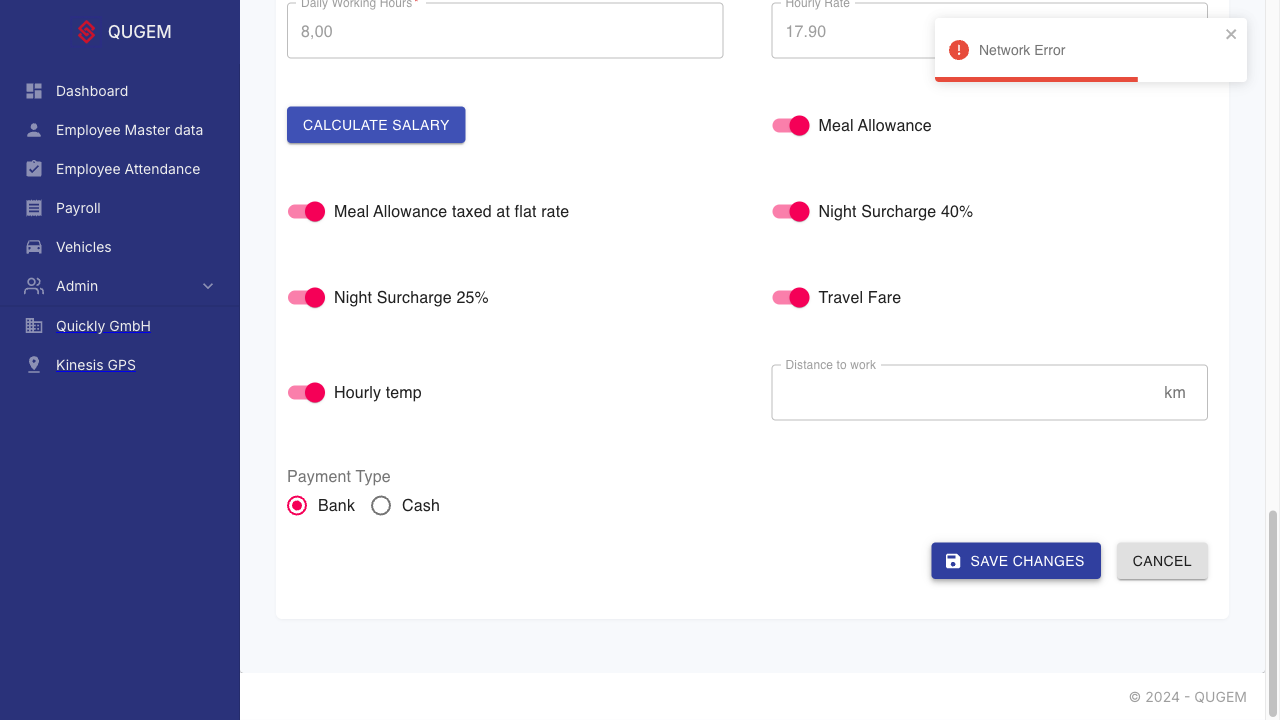 QUGEM
Dashboard
Employee Master data
Employee Attendance
Payroll
Vehicles
Admin
Quickly GmbH
Kinesis GPS
Daily Working Hours *
8,00
Hourly Rate
17.90
Network Error
CALCULATE SALARY
Meal Allowance
Meal Allowance taxed at flat rate
Night Surcharge 40%
Night Surcharge 25%
Travel Fare
Hourly temp
Distance to work
km
Payment Type
Bank
Cash
SAVE CHANGES
CANCEL
© 2024 - QUGEM